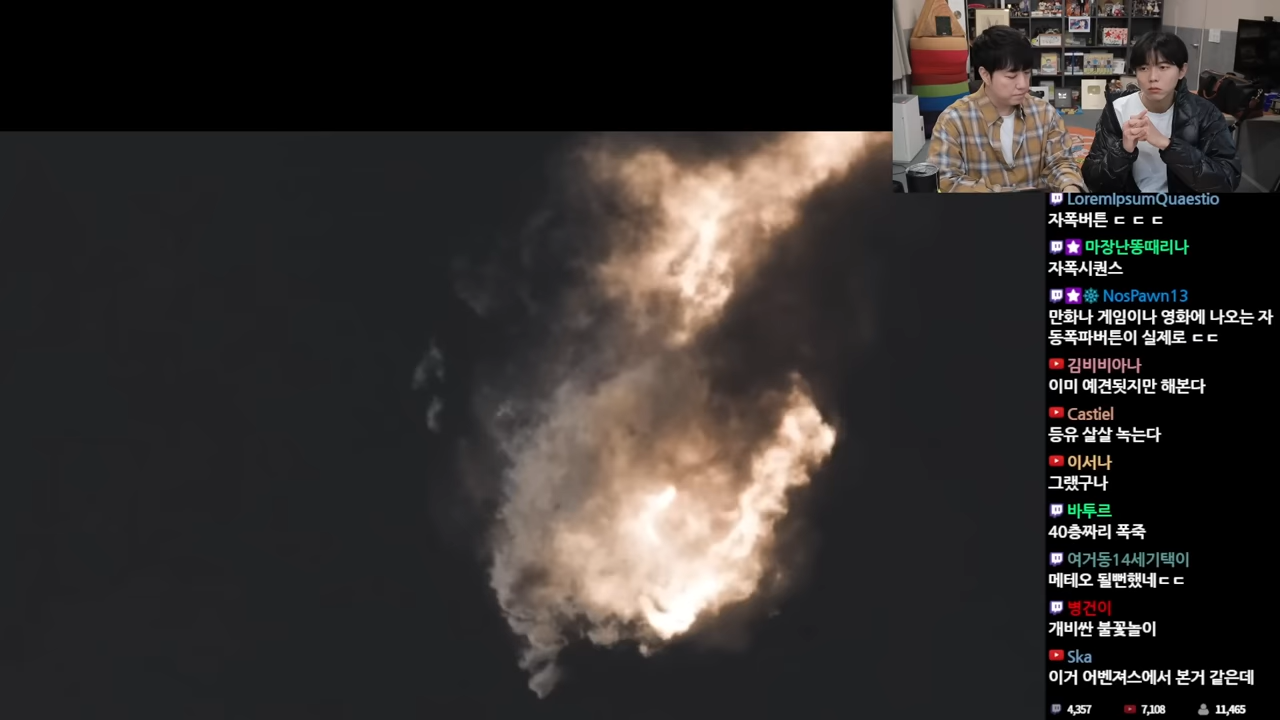 LoremIpsumQuaestio
자폭버튼 ㄷ ㄷ ㄷ
마장난똥때리나
자폭시퀀스
NosPawn13
만화나 게임이나 영화에 나오는 자
동폭파버튼이 실제로 ㄷㄷ
김비비아나
이미 예견됫지만 해본다
Castiel
등유 살살 녹는다
이서나
그랬구나
바투르
40층짜리 폭죽
여거동14세기택이
메테오 될뻔했네ㄷㄷ
병건이
개비싼 불꽃놀이
Ska
이거 어벤져스에서 본거 같은데
4,357 7,108 11,465